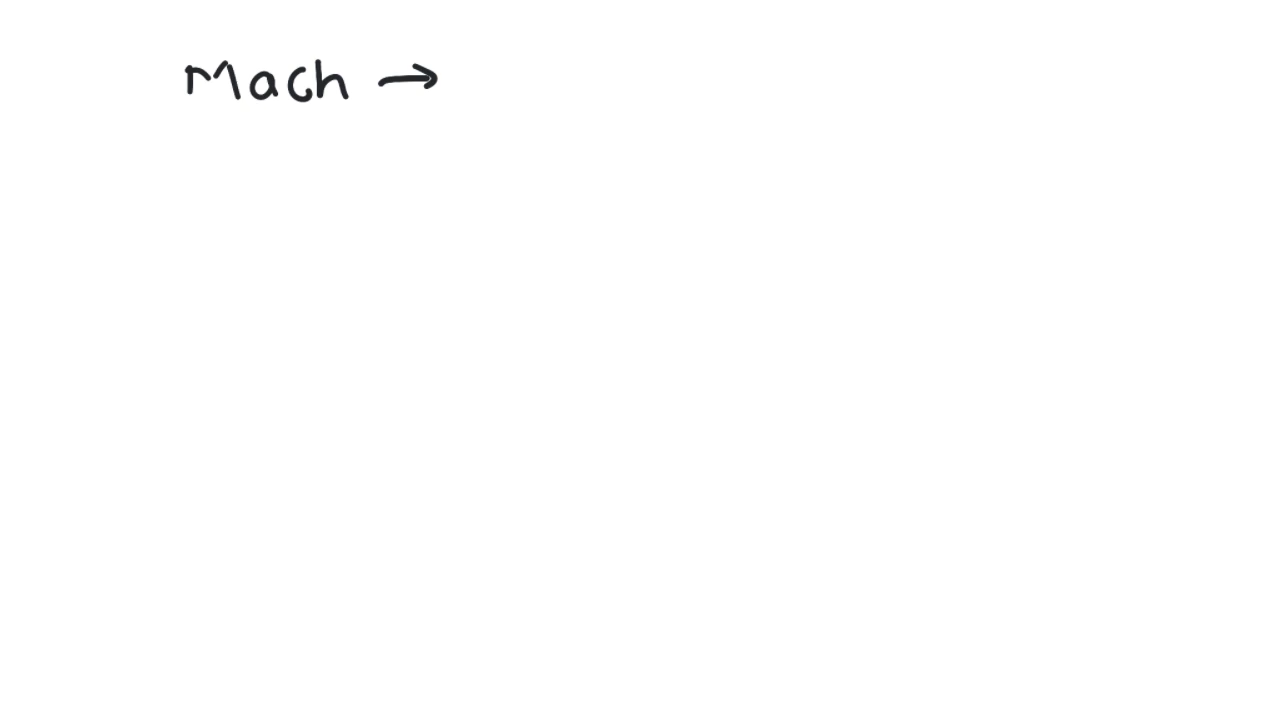 Mach →